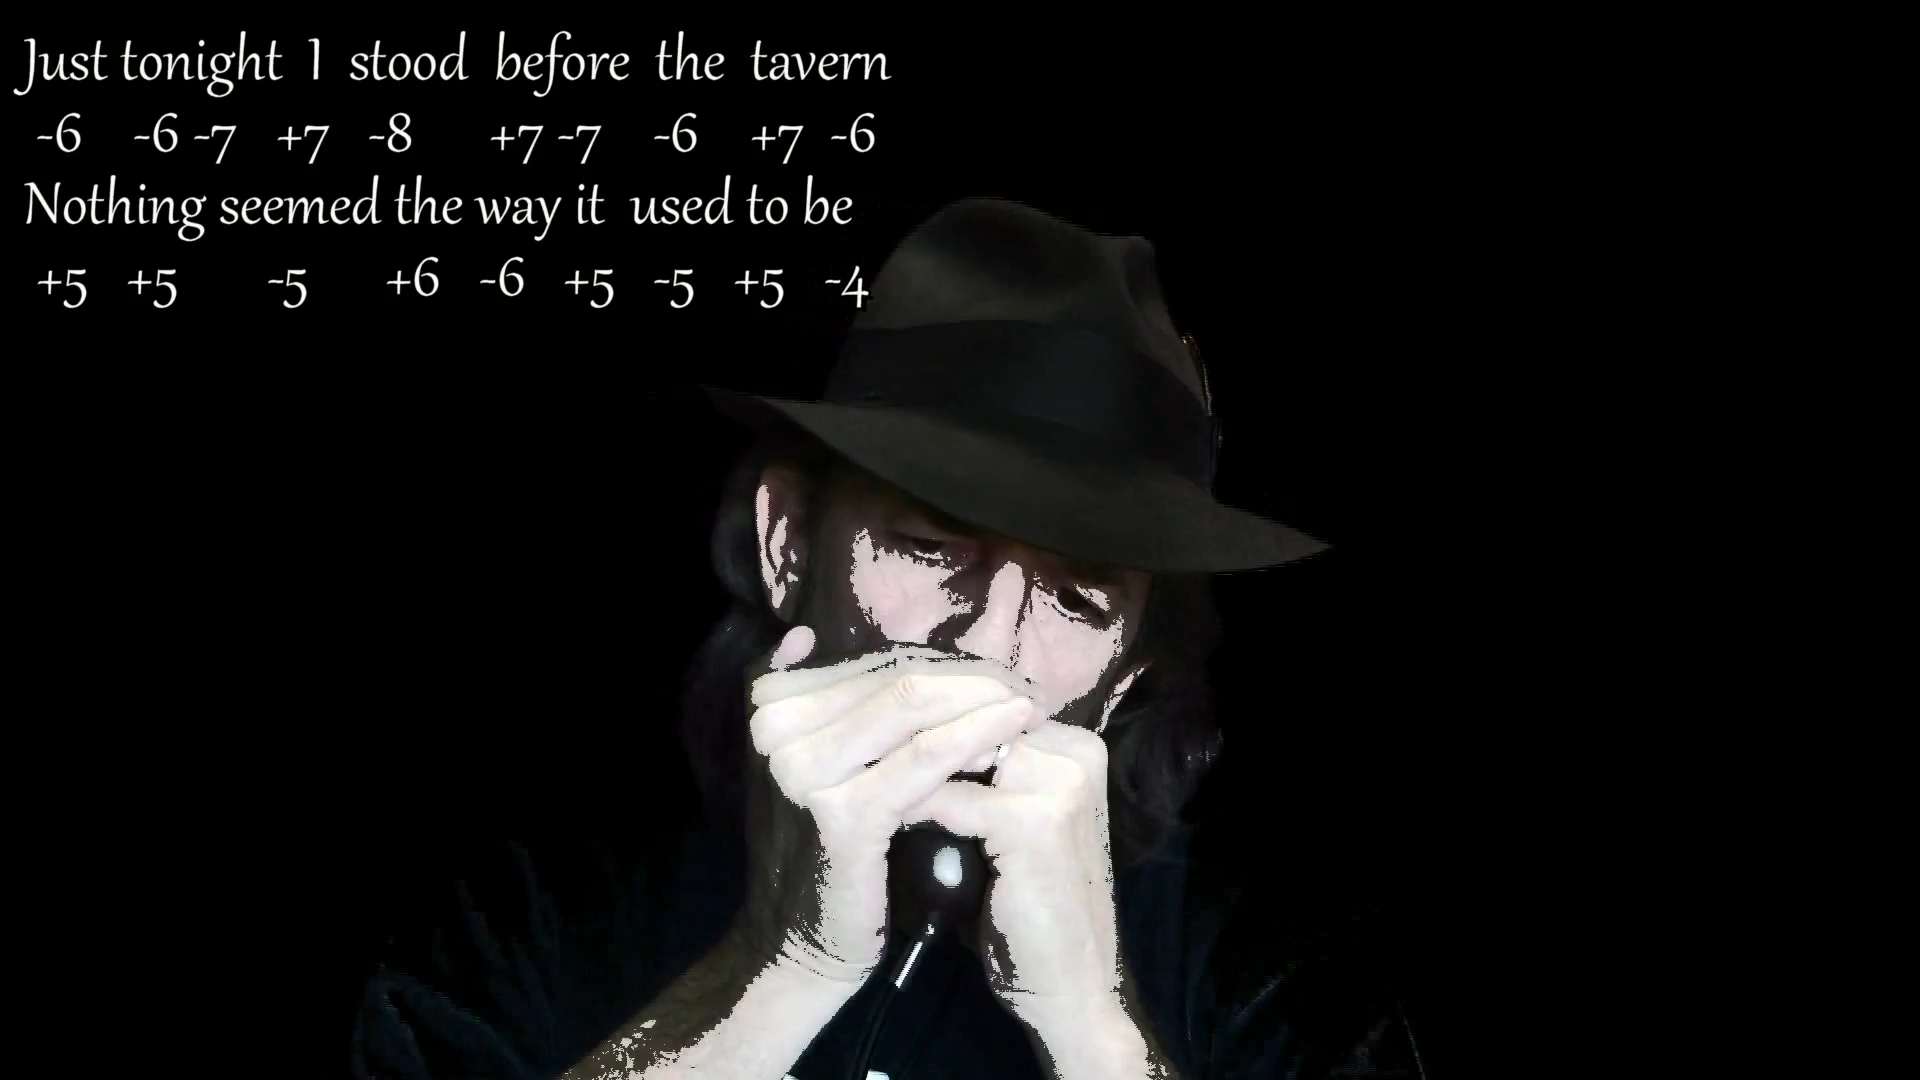 Just tonight I stood before the tavern
-6 -6 -7 +7 -8 +7 -7 -6 +7 -6
Nothing seemed the way it used to be
+5 +5 -5 +6 -6 +5 -5 +5 -4